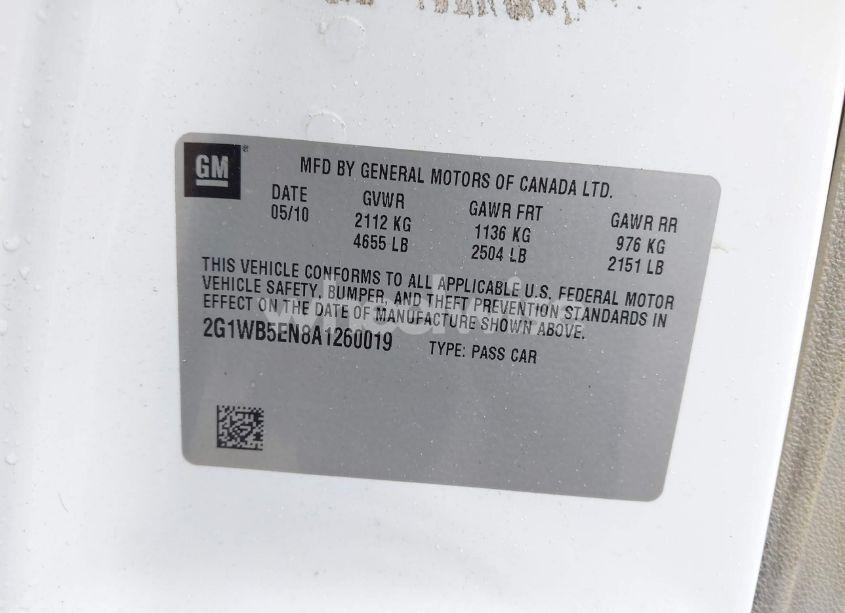 GM
MFD BY GENERAL MOTORS OF CANADA LTD.
DATE GVWR GAWR FRT GAWR RR
05/10 2112 KG 1136 KG 976 KG
4655 LB 2504 LB 2151 LB
THIS VEHICLE CONFORMS TO ALL APPLICABLE U.S. FEDERAL MOTOR
VEHICLE SAFETY, BUMPER, AND THEFT PREVENTION STANDARDS IN
EFFECT ON THE DATE OF MANUFACTURE SHOWN ABOVE.
2G1WB5EN8A1260019 TYPE: PASS CAR